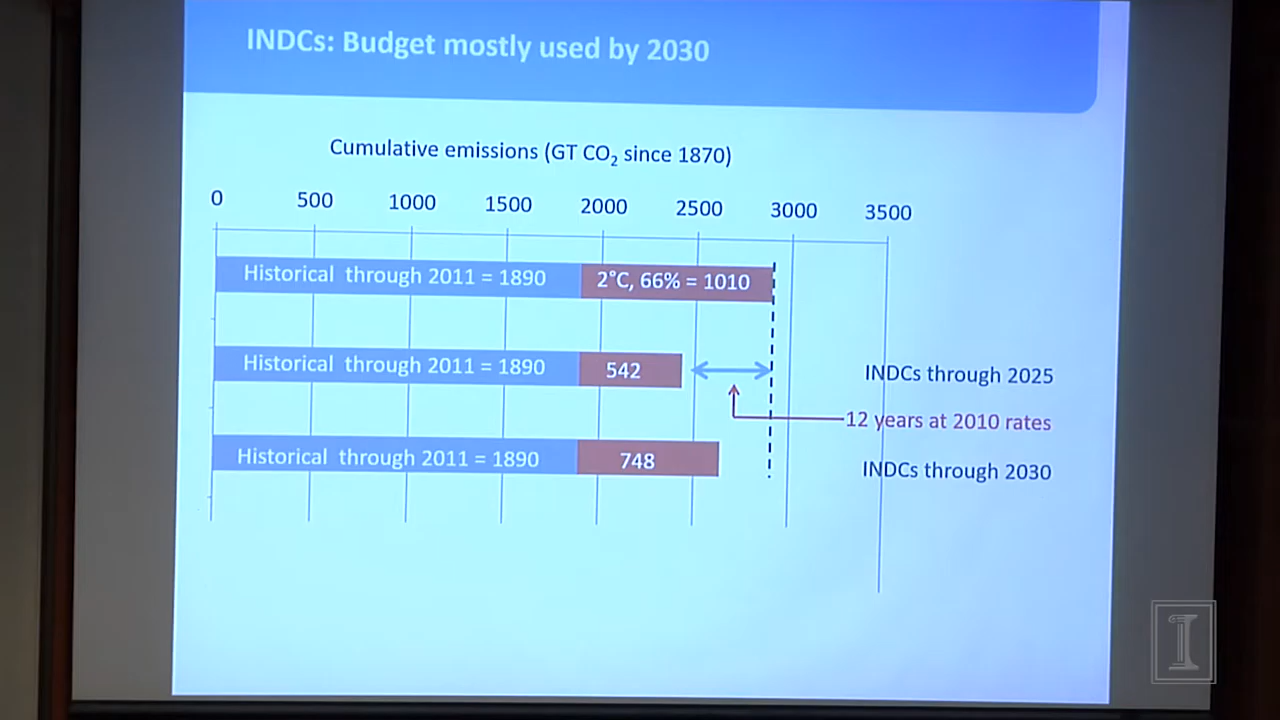 INDCs: Budget mostly used by 2030
Cumulative emissions (GT CO₂ since 1870)
0 500 1000 1500 2000 2500 3000 3500
Historical through 2011 = 1890 2°C, 66% = 1010
Historical through 2011 = 1890 542 INDCs through 2025
12 years at 2010 rates
Historical through 2011 = 1890 748 INDCs through 2030
I